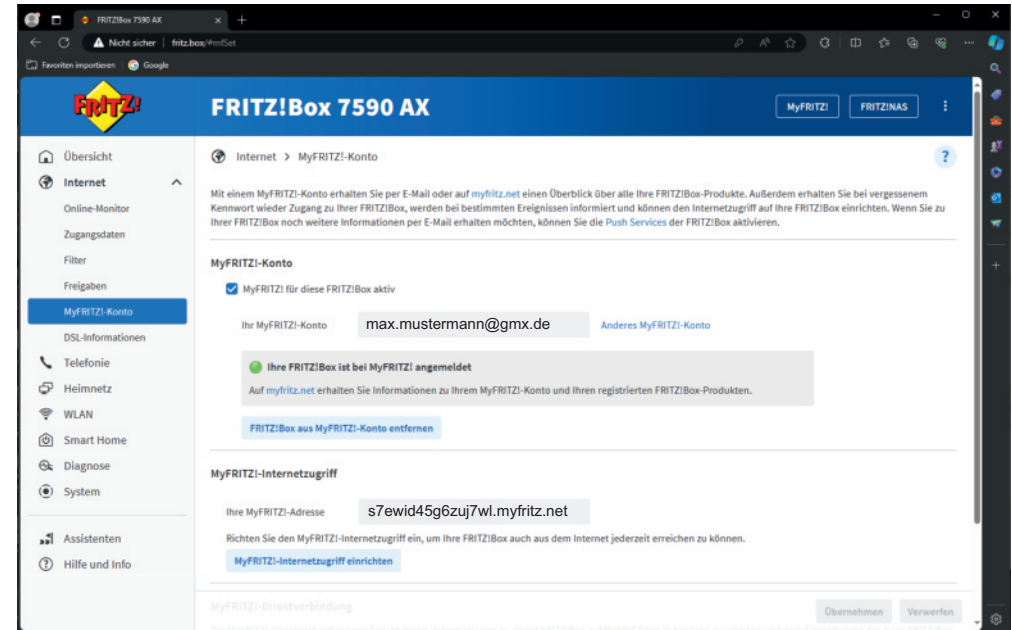 FRITZ!Box 7590 AX
Nicht sicher | fritz.box/#mfSet
Favoriten importieren Google
FRITZ!
FRITZ!Box 7590 AX
MyFRITZ! FRITZ!NAS
Übersicht
Internet
Online-Monitor
Zugangsdaten
Filter
Freigaben
MyFRITZ!-Konto
DSL-Informationen
Telefonie
Heimnetz
WLAN
Smart Home
Diagnose
System
Assistenten
Hilfe und Info
Internet > MyFRITZ!-Konto
?
Mit einem MyFRITZ!-Konto erhalten Sie per E-Mail oder auf myfritz.net einen Überblick über alle Ihre FRITZ!Box-Produkte. Außerdem erhalten Sie bei vergessenem
Kennwort wieder Zugang zu Ihrer FRITZ!Box, werden bei bestimmten Ereignissen informiert und können den Internetzugriff auf Ihre FRITZ!Box einrichten. Wenn Sie zu
Ihrer FRITZ!Box noch weitere Informationen per E-Mail erhalten möchten, können Sie die Push Services der FRITZ!Box aktivieren.
MyFRITZ!-Konto
MyFRITZ! für diese FRITZ!Box aktiv
Ihr MyFRITZ!-Konto max.mustermann@gmx.de Anderes MyFRITZ!-Konto
Ihre FRITZ!Box ist bei MyFRITZ! angemeldet
Auf myfritz.net erhalten Sie Informationen zu Ihrem MyFRITZ!-Konto und Ihren registrierten FRITZ!Box-Produkten.
FRITZ!Box aus MyFRITZ!-Konto entfernen
MyFRITZ!-Internetzugriff
Ihre MyFRITZ!-Adresse s7ewid45g6zuj7wl.myfritz.net
Richten Sie den MyFRITZ!-Internetzugriff ein, um Ihre FRITZ!Box auch aus dem Internet jederzeit erreichen zu können.
MyFRITZ!-Internetzugriff einrichten
MyFRITZ!-Direktverbindung
Übernehmen Verwerfen